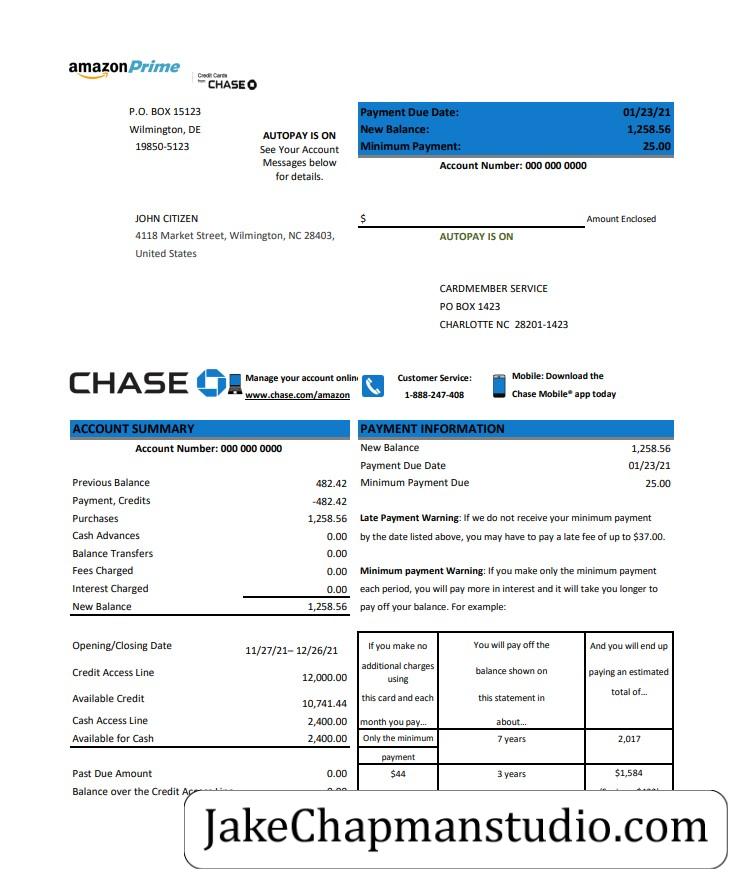 amazonPrime
Credit Cards
from CHASE
P.O. BOX 15123
Wilmington, DE
19850-5123
AUTOPAY IS ON
See Your Account
Messages below
for details.
Payment Due Date: 01/23/21
New Balance: 1,258.56
Minimum Payment: 25.00
Account Number: 000 000 0000
JOHN CITIZEN
4118 Market Street, Wilmington, NC 28403,
United States
$ Amount Enclosed
AUTOPAY IS ON
CARDMEMBER SERVICE
PO BOX 1423
CHARLOTTE NC 28201-1423
CHASE
Manage your account online
www.chase.com/amazon
Customer Service:
1-888-247-408
Mobile: Download the
Chase Mobile® app today
ACCOUNT SUMMARY
Account Number: 000 000 0000
Previous Balance 482.42
Payment, Credits -482.42
Purchases 1,258.56
Cash Advances 0.00
Balance Transfers 0.00
Fees Charged 0.00
Interest Charged 0.00
New Balance 1,258.56
Opening/Closing Date 11/27/21– 12/26/21
Credit Access Line 12,000.00
Available Credit 10,741.44
Cash Access Line 2,400.00
Available for Cash 2,400.00
Past Due Amount 0.00
Balance over the Credit
PAYMENT INFORMATION
New Balance 1,258.56
Payment Due Date 01/23/21
Minimum Payment Due 25.00
Late Payment Warning: If we do not receive your minimum payment
by the date listed above, you may have to pay a late fee of up to $37.00.
Minimum payment Warning: If you make only the minimum payment
each period, you will pay more in interest and it will take you longer to
pay off your balance. For example:
If you make no
additional charges
using
this card and each
month you pay...
You will pay off the
balance shown on
this statement in
about...
And you will end up
paying an estimated
total of...
Only the minimum
payment
7 years
2,017
$44
3 years
$1,584
JakeChapmanstudio.com